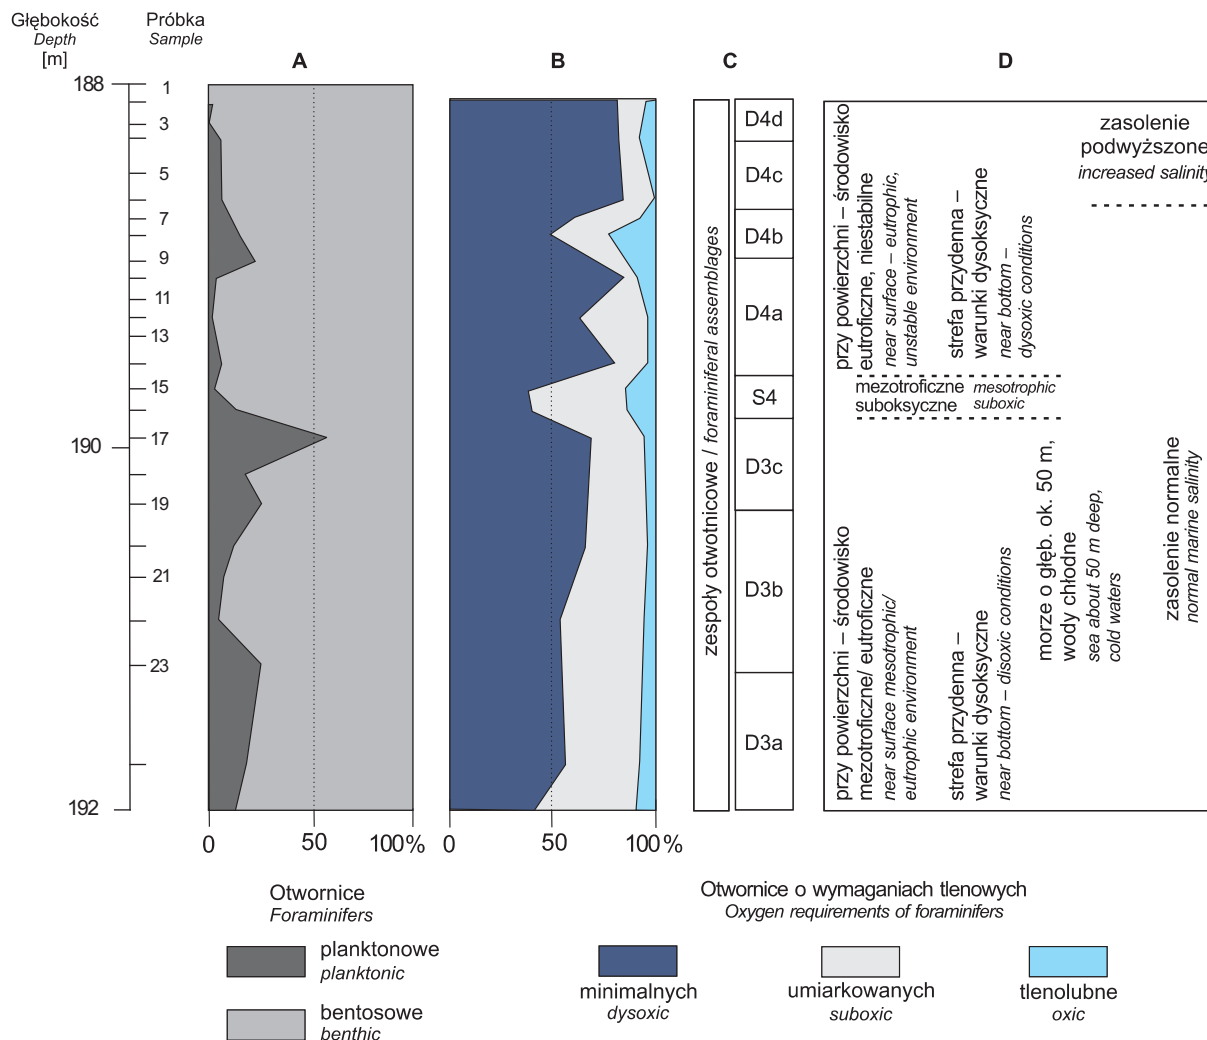 Głębokość
Depth
[m]
Próbka
Sample
A
B
C
D
188
190
192
1
3
5
7
9
11
13
15
17
19
21
23
0
50
100%
0
50
100%
zespoły otwotnicowe / foraminiferal assemblages
D4d
D4c
D4b
D4a
S4
D3c
D3b
D3a
przy powierzchni – środowisko
eutroficzne, niestabilne
near surface – eutrophic,
unstable environment
strefa przydenna –
warunki dysoksyczne
near bottom –
dysoxic conditions
zasolenie
podwyższone
increased salinity
mezotroficzne
suboksyczne
mesotrophic
suboxic
przy powierzchni – środowisko
mezotroficzne/ eutroficzne
near surface mesotrophic/
eutrophic environment
strefa przydenna –
warunki dysoksyczne
near bottom – disoxic conditions
morze o głęb. ok. 50 m,
wody chłodne
sea about 50 m deep,
cold waters
zasolenie normalne
normal marine salinity
Otwornice
Foraminifers
planktonowe
planktonic
bentosowe
benthic
Otwornice o wymaganiach tlenowych
Oxygen requirements of foraminifers
minimalnych
dysoxic
umiarkowanych
suboxic
tlenolubne
oxic